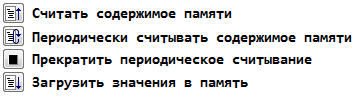 Считать содержимое памяти
Периодически считывать содержимое памяти
Прекратить периодическое считывание
Загрузить значения в память